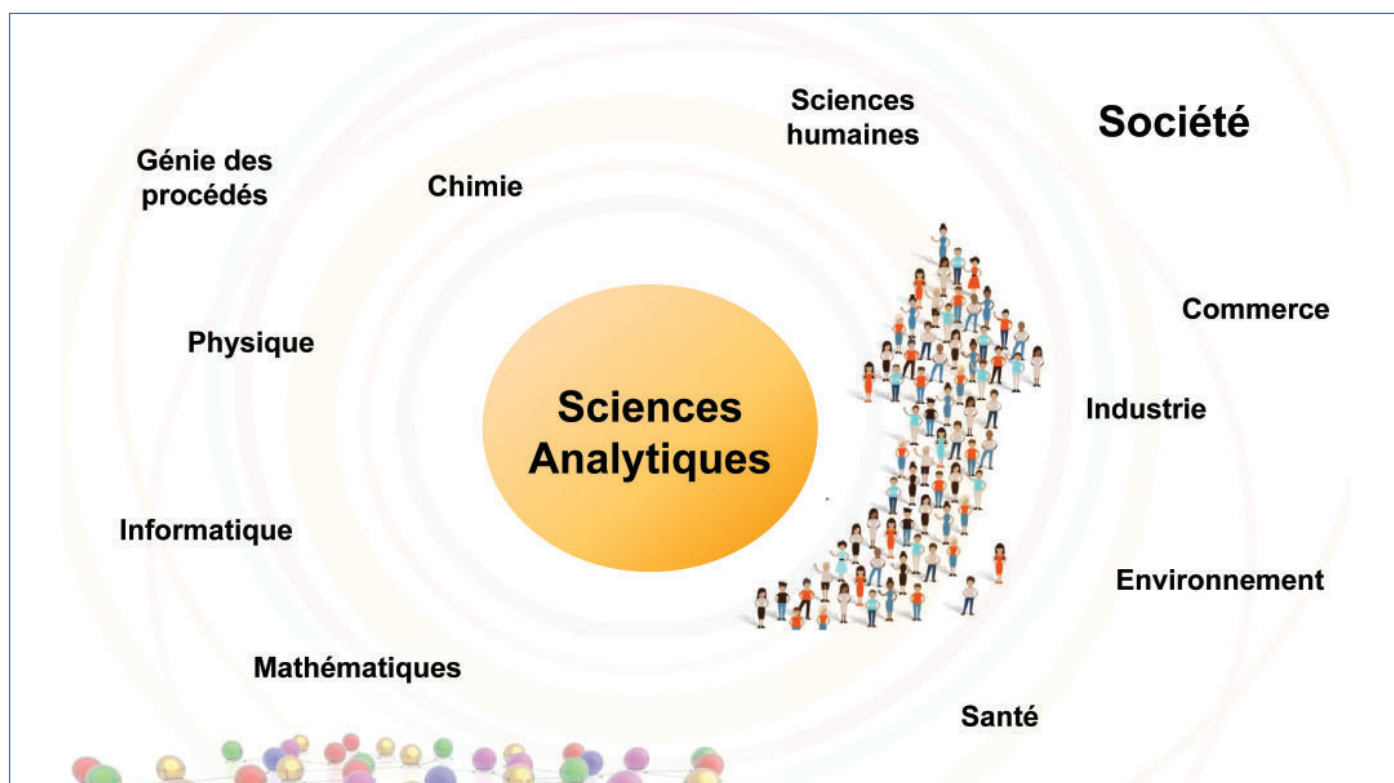 Sciences
humaines
Société
Génie des
procédés
Chimie
Commerce
Physique
Sciences
Analytiques
Industrie
Informatique
Environnement
Mathématiques
Santé